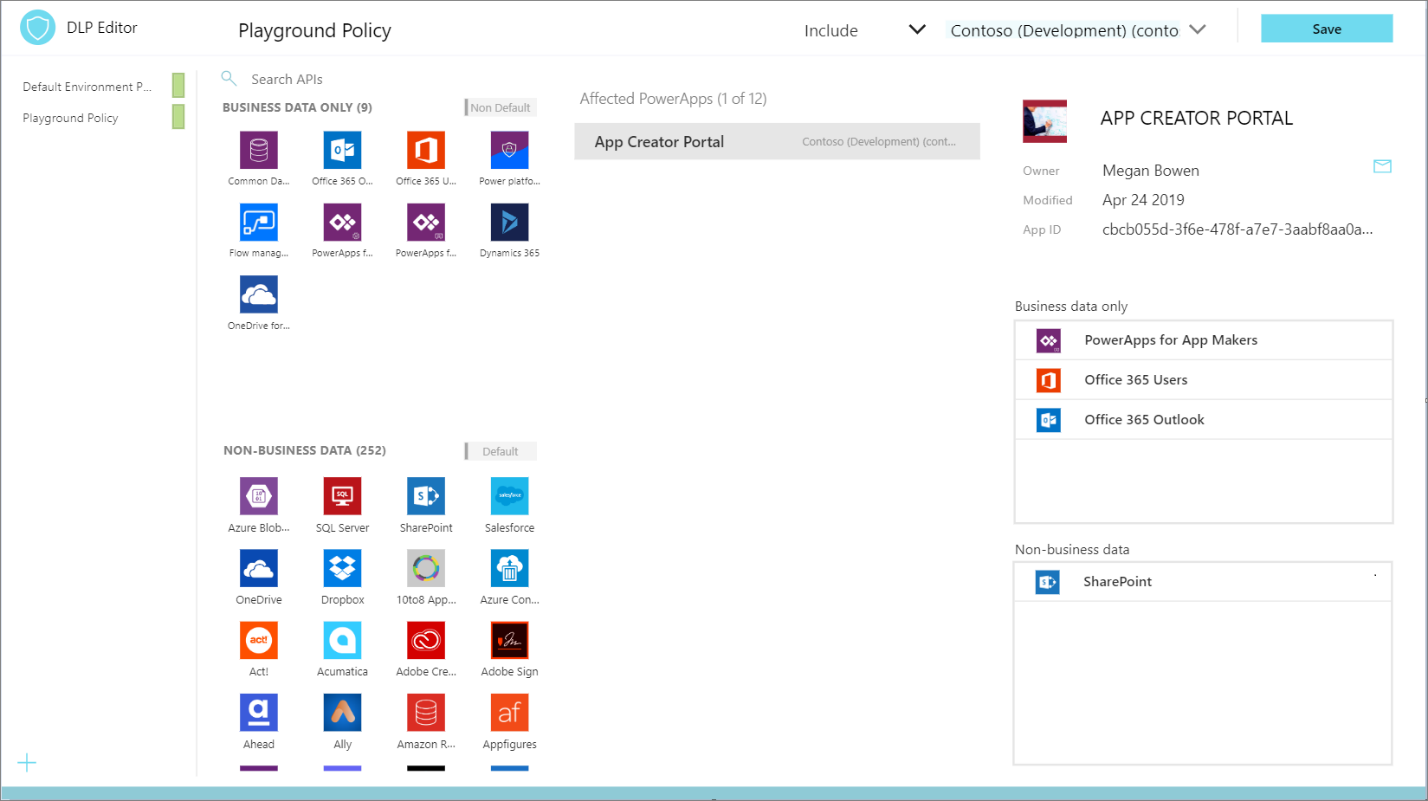 DLP Editor
Playground Policy
Include
Contoso (Development) (conto
Save
Default Environment P...
Playground Policy
Search APIs
BUSINESS DATA ONLY (9)
Non Default
Common Da...
Office 365 O...
Office 365 U...
Power platfo...
Flow manag...
PowerApps f...
PowerApps f...
Dynamics 365
OneDrive for...
NON-BUSINESS DATA (252)
Default
SQL
salesforce
Azure Blob...
SQL Server
SharePoint
Salesforce
OneDrive
Dropbox
10to8 App...
Azure Con...
act!
Act!
Acumatica
Adobe Cre...
Adobe Sign
a
af
Ahead
Ally
Amazon R...
Appfigures
Affected PowerApps (1 of 12)
App Creator Portal
Contoso (Development) (cont...
APP CREATOR PORTAL
Owner
Megan Bowen
Modified
Apr 24 2019
App ID
cbcb055d-3f6e-478f-a7e7-3aabf8aa0a...
Business data only
PowerApps for App Makers
Office 365 Users
Office 365 Outlook
Non-business data
SharePoint